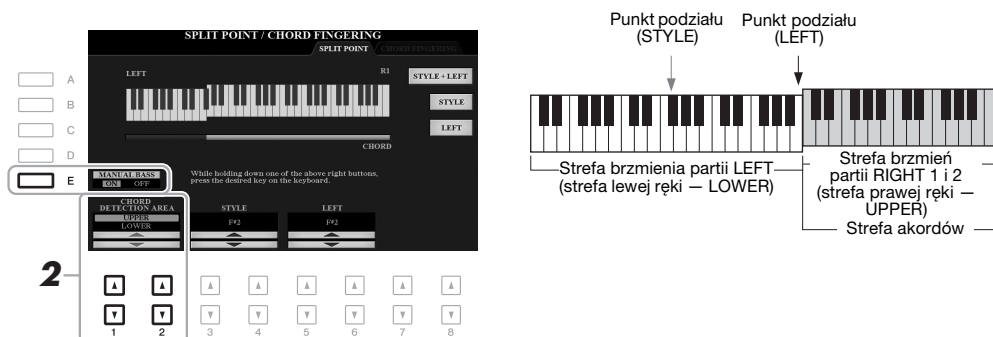 SPLIT POINT / CHORD FINGERING
SPLIT POINT
CHORD FINGERING
LEFT
R1
STYLE + LEFT
STYLE
LEFT
CHORD
A
B
C
D
E
MANUAL BASS
ON OFF
While holding down one of the above right buttons,
press the desired key on the keyboard.
CHORD
DETECTION AREA
UPPER
LOWER
STYLE
F#2
LEFT
F#2
2
1
2
3
4
5
6
7
8
Punkt podziału
(STYLE)
Punkt podziału
(LEFT)
Strefa brzmienia partii LEFT
(strefa lewej ręki — LOWER)
Strefa brzmień
partii RIGHT 1 i 2
(strefa prawej ręki —
UPPER)
Strefa akordów